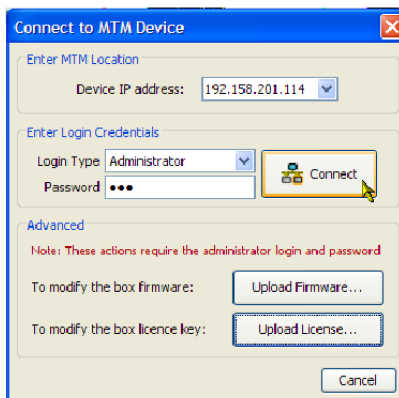 Connect to MTM Device
Enter MTM Location
Device IP address: 192.158.201.114
Enter Login Credentials
Login Type Administrator
Connect
Password ●●●
Advanced
Note: These actions require the administrator login and password
To modify the box firmware: Upload Firmware...
To modify the box licence key: Upload License...
Cancel